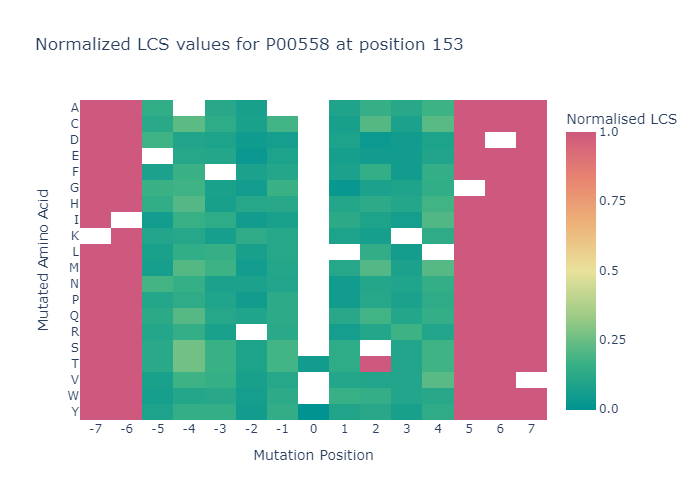 Normalized LCS values for P00558 at position 153
Normalised LCS
Mutated Amino Acid
A
C
D
E
F
G
H
I
K
L
M
N
P
Q
R
S
T
V
W
Y
1.0
0.75
0.5
0.25
0.0
-7 -6 -5 -4 -3 -2 -1 0 1 2 3 4 5 6 7
Mutation Position